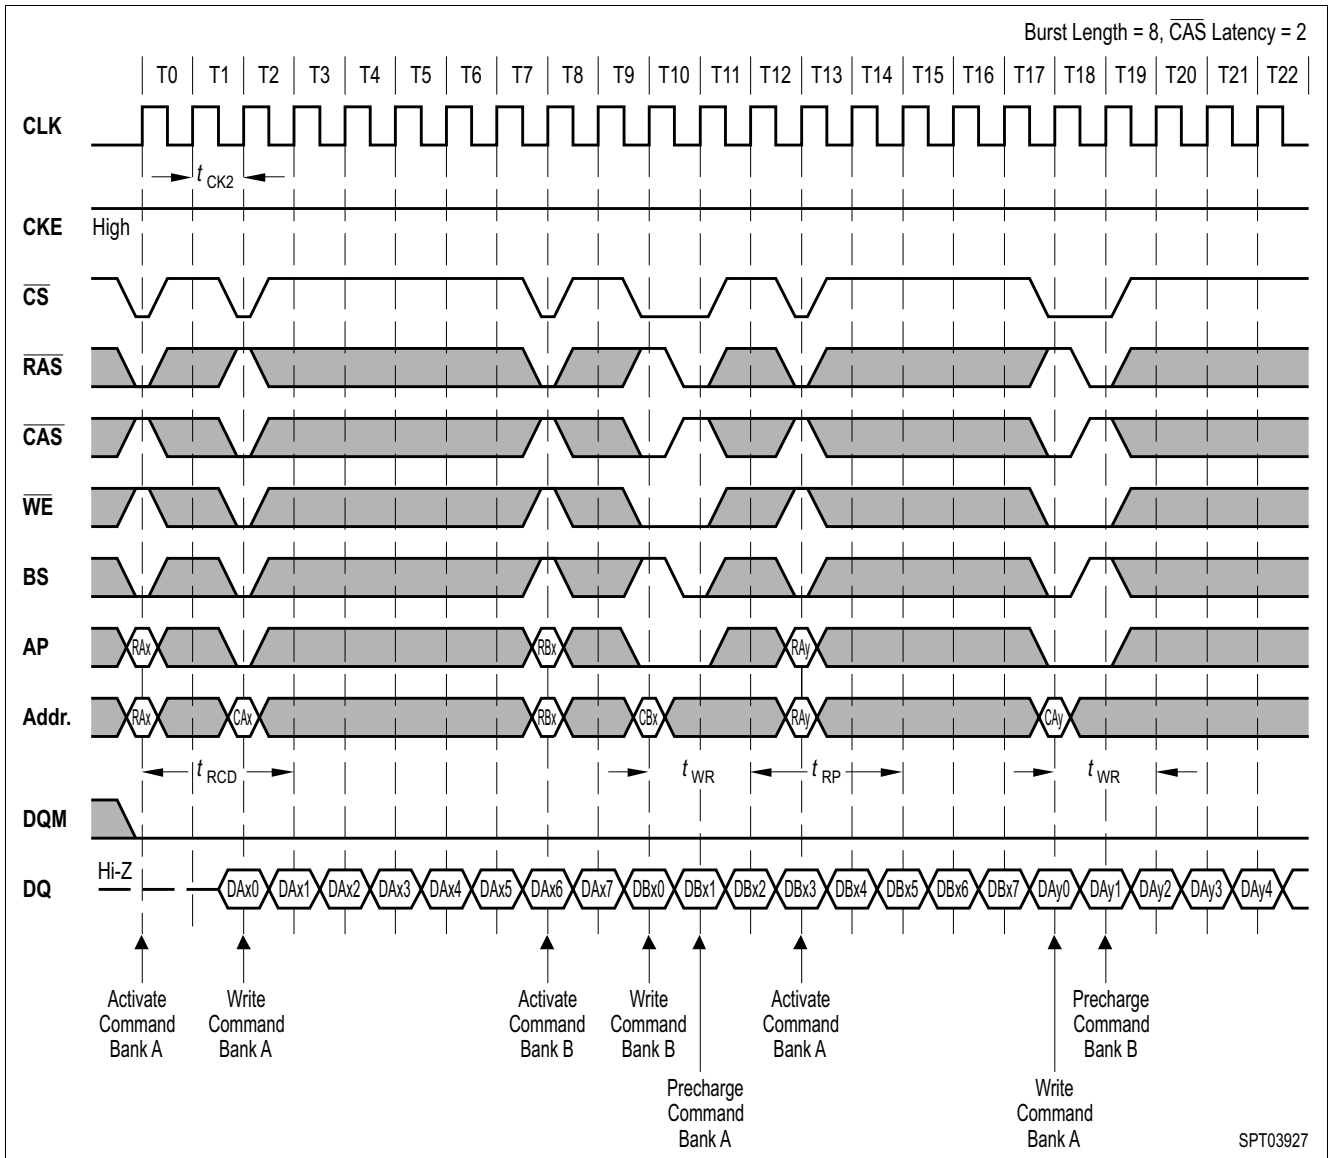 Burst Length = 8, CAS Latency = 2
T0 T1 T2 T3 T4 T5 T6 T7 T8 T9 T10 T11 T12 T13 T14 T15 T16 T17 T18 T19 T20 T21 T22
CLK
t CK2
CKE High
CS
RAS
CAS
WE
BS
AP RAx RBx RAy
Addr. RAx CAx RBx CBx RAy CAy
t RCD t WR t RP t WR
DQM
Hi-Z
DQ DAx0 DAx1 DAx2 DAx3 DAx4 DAx5 DAx6 DAx7 DBx0 DBx1 DBx2 DBx3 DBx4 DBx5 DBx6 DBx7 DAy0 DAy1 DAy2 DAy3 DAy4
Activate
Command
Bank A
Write
Command
Bank A
Activate
Command
Bank B
Write
Command
Bank B
Precharge
Command
Bank A
Activate
Command
Bank A
Write
Command
Bank A
Precharge
Command
Bank B
SPT03927